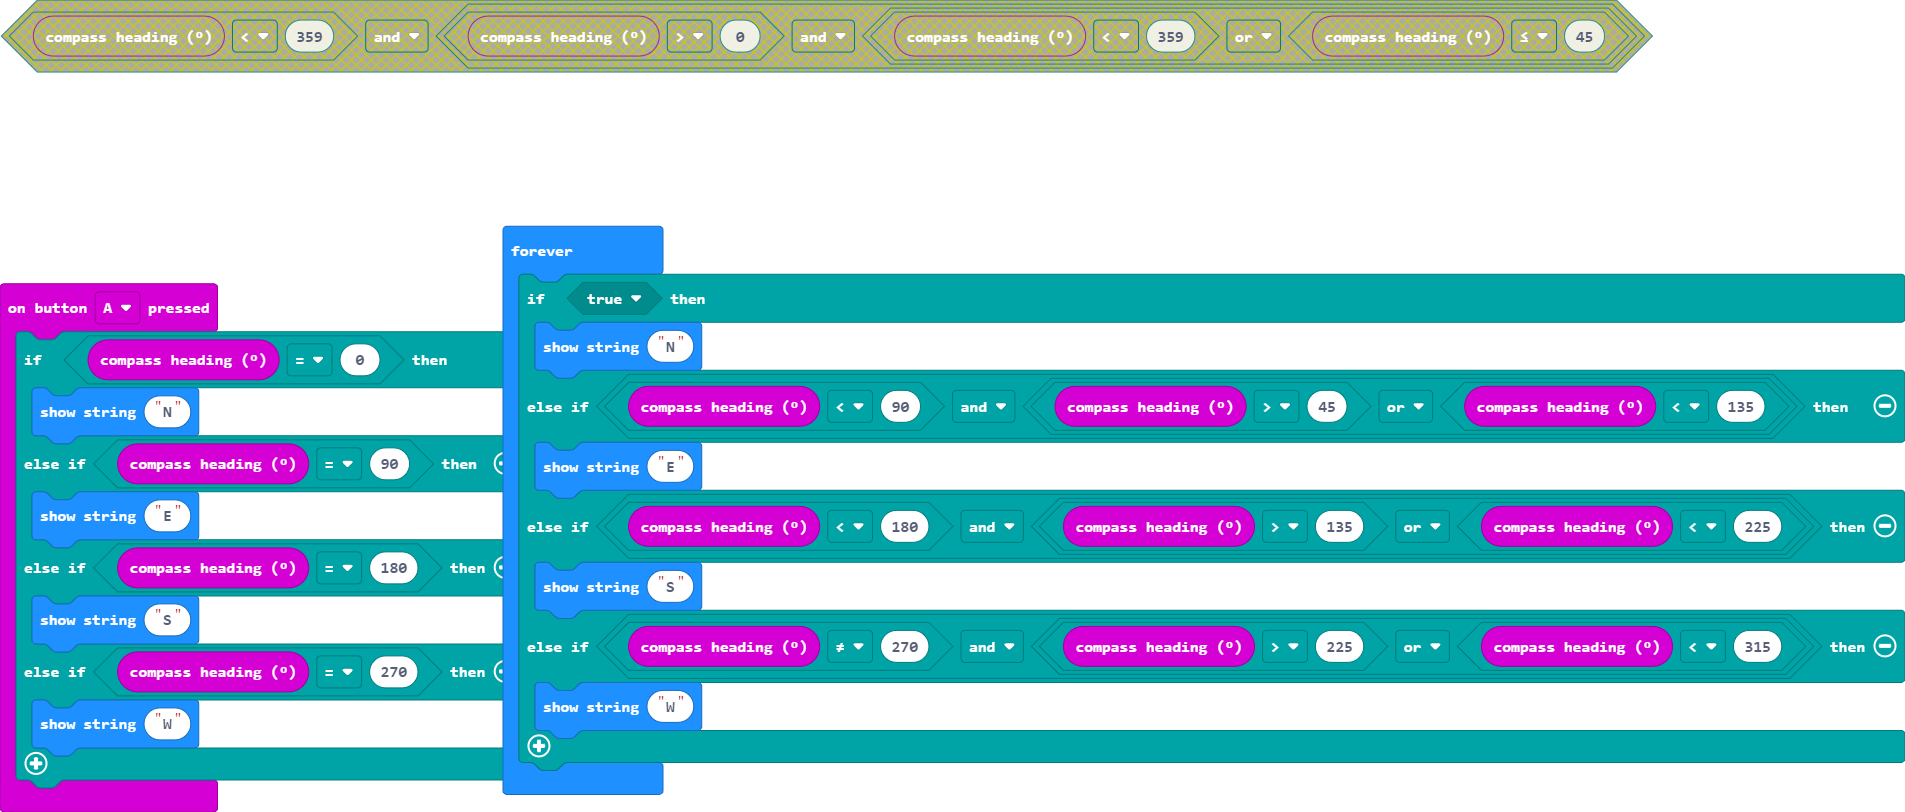 compass heading (°) < 359 and compass heading (°) > 0 and compass heading (°) < 359 or compass heading (°) ≤ 45
on button A pressed
if compass heading (°) = 0 then
show string "N"
else if compass heading (°) = 90 then
show string "E"
else if compass heading (°) = 180 then
show string "S"
else if compass heading (°) = 270 then
show string "W"
forever
if true then
show string "N"
else if compass heading (°) < 90 and compass heading (°) > 45 or compass heading (°) < 135 then
show string "E"
else if compass heading (°) < 180 and compass heading (°) > 135 or compass heading (°) < 225 then
show string "S"
else if compass heading (°) ≠ 270 and compass heading (°) > 225 or compass heading (°) < 315 then
show string "W"